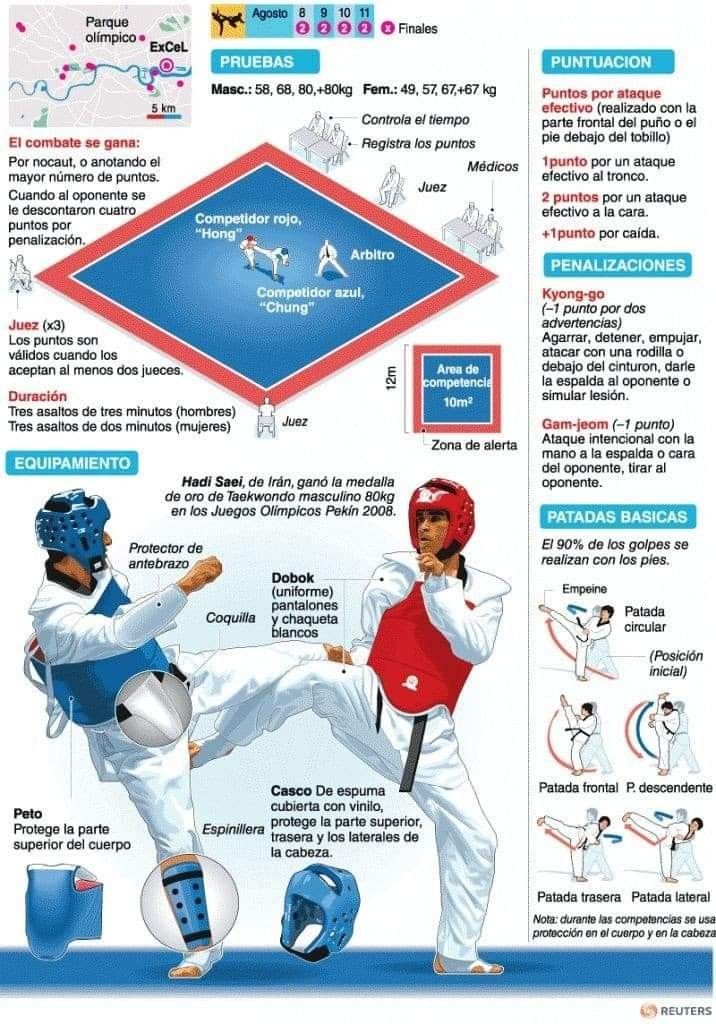 Parque
olímpico
ExCeL
5 km
Agosto 8 9 10 11
2 2 2 2 x Finales
PRUEBAS
Masc.: 58, 68, 80,+80kg Fem.: 49, 57, 67,+67 kg
El combate se gana:
Por nocaut, o anotando el
mayor número de puntos.
Cuando al oponente se
le descontaron cuatro
puntos por
penalización.
Controla el tiempo
Registra los puntos
Juez
Médicos
Competidor rojo,
“Hong”
Arbitro
Competidor azul,
“Chung”
Juez (x3)
Los puntos son
válidos cuando los
aceptan al menos dos jueces.
Duración
Tres asaltos de tres minutos (hombres)
Tres asaltos de dos minutos (mujeres)
Juez
12m
Area de
competencia
10m²
Zona de alerta
PUNTUACION
Puntos por ataque
efectivo (realizado con la
parte frontal del puño o el
pie debajo del tobillo)
1punto por un ataque
efectivo al tronco.
2 puntos por un ataque
efectivo a la cara.
+1punto por caída.
PENALIZACIONES
Kyong-go
(–1 punto por dos
advertencias)
Agarrar, detener, empujar,
atacar con una rodilla o
debajo del cinturon, darle
la espalda al oponente o
simular lesión.
Gam-jeom (–1 punto)
Ataque intencional con la
mano a la espalda o cara
del oponente, tirar al
oponente.
EQUIPAMIENTO
Hadi Saei, de Irán, ganó la medalla
de oro de Taekwondo masculino 80kg
en los Juegos Olímpicos Pekín 2008.
Protector de
antebrazo
Coquilla
Dobok
(uniforme)
pantalones
y chaqueta
blancos
Peto
Protege la parte
superior del cuerpo
Espinillera
Casco De espuma
cubierta con vinilo,
protege la parte superior,
trasera y los laterales de
la cabeza.
PATADAS BASICAS
El 90% de los golpes se
realizan con los pies.
Empeine
Patada
circular
(Posición
inicial)
Patada frontal P. descendente
Patada trasera Patada lateral
Nota: durante las competencias se usa
protección en el cuerpo y en la cabeza
REUTERS